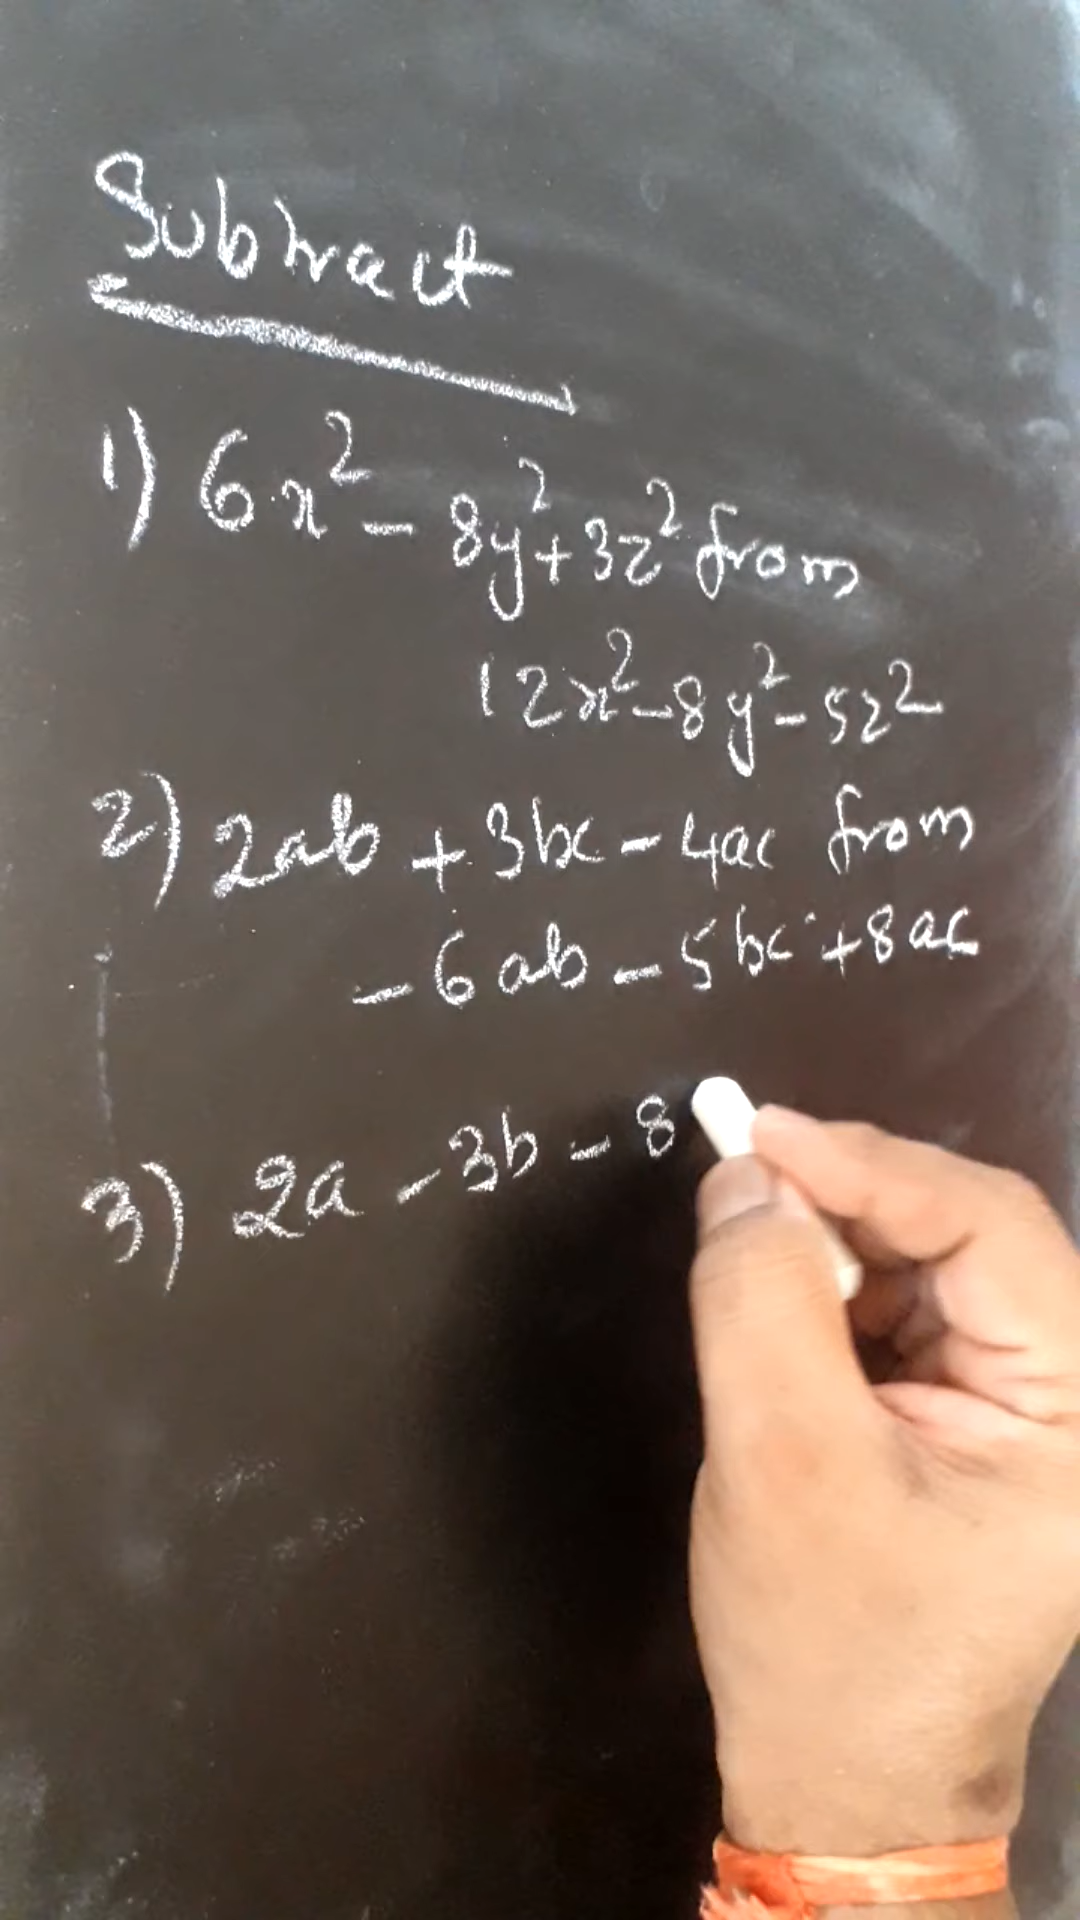 Subtract
1) 6x² - 8y² + 3z² from
12x² - 8y² - 5z²
2) 2ab + 3bc - 4ac from
- 6ab - 5bc + 8ac
3) 2a - 3b - 8